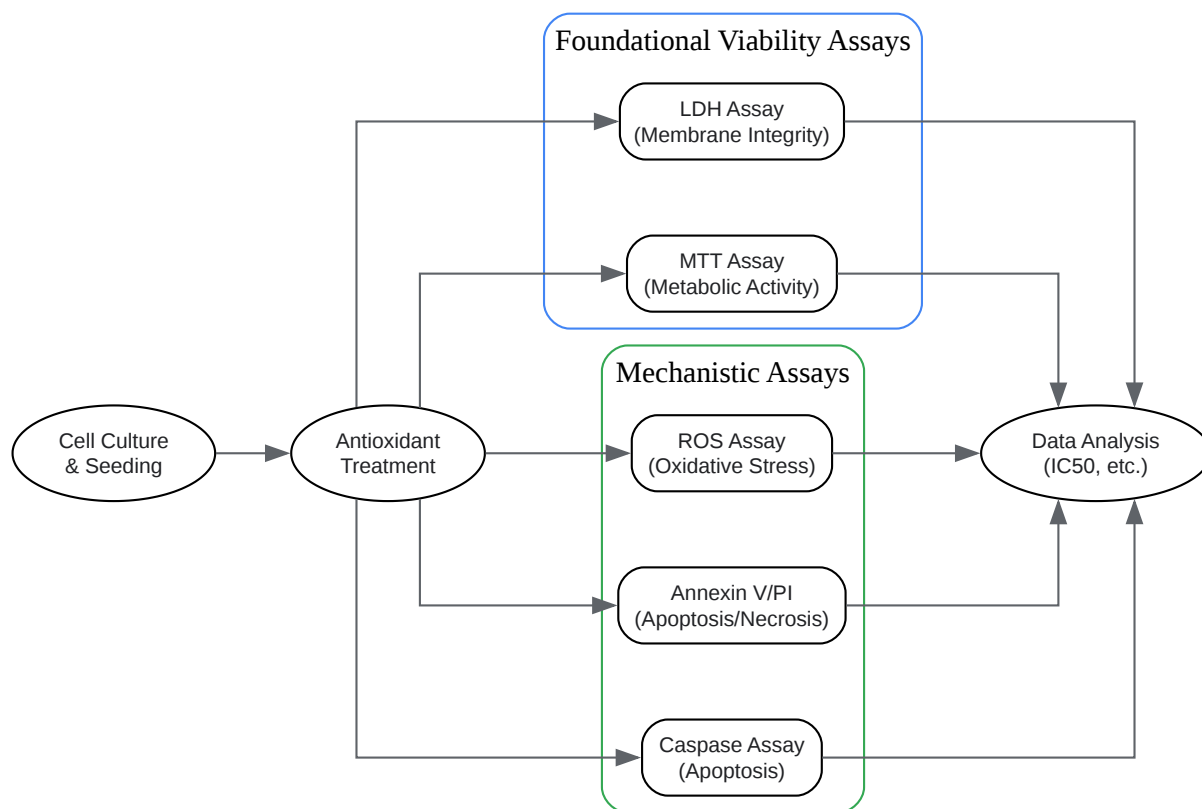 Foundational Viability Assays
LDH Assay
(Membrane Integrity)
MTT Assay
(Metabolic Activity)
Mechanistic Assays
Cell Culture
& Seeding
Antioxidant
Treatment
ROS Assay
(Oxidative Stress)
Data Analysis
(IC50, etc.)
Annexin V/PI
(Apoptosis/Necrosis)
Caspase Assay
(Apoptosis)